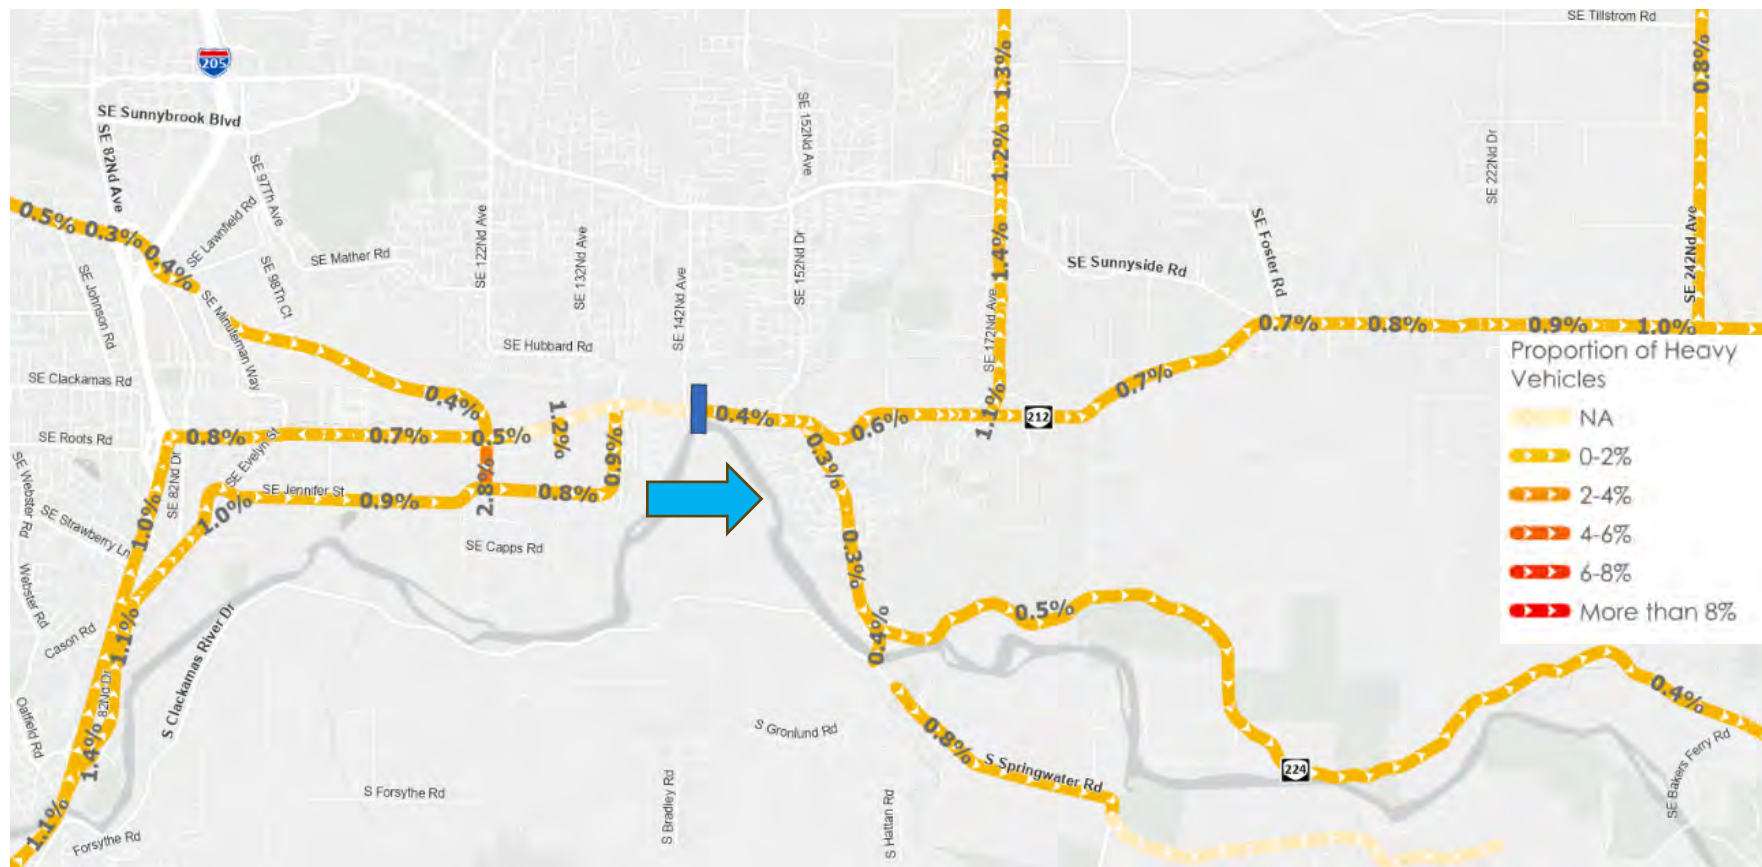 SE Tillstrom Rd
205
SE Sunnybrook Blvd
SE 82Nd Ave
SE 97Th Ave
SE 152Nd Ave
1.3%
0.8%
1.2%
SE 222Nd Dr
0.5%
0.3%
0.4%
SE Lawnfield Rd
SE Mather Rd
SE 98Th Ct
SE 122Nd Ave
SE 132Nd Ave
SE 142Nd Ave
SE 152Nd Dr
1.4%
SE 172Nd Ave
SE Sunnyside Rd
SE Foster Rd
SE 242Nd Ave
SE Johnson Rd
SE Minuteman Way
SE Hubbard Rd
0.7%
0.8%
0.9%
1.0%
SE Clackamas Rd
0.4%
1.2%
0.4%
0.6%
1.1%
212
0.7%
SE Roots Rd
0.8%
0.7%
0.5%
SE Evelyn St
SE 82Nd Dr
SE Webster Rd
SE Jennifer St
0.9%
2.8%
0.8%
0.9%
0.3%
1.0%
1.0%
SE Strawberry Ln
SE Capps Rd
0.3%
Webster Rd
Cason Rd
1.1%
82Nd Dr
S Clackamas River Dr
0.4%
0.5%
0.4%
Oatfield Rd
1.4%
S Gronlund Rd
0.8%
S Springwater Rd
224
SE Bakers Ferry Rd
1.1%
Forsythe Rd
S Forsythe Rd
S Bradley Rd
S Hattan Rd
Proportion of Heavy
Vehicles
NA
0-2%
2-4%
4-6%
6-8%
More than 8%